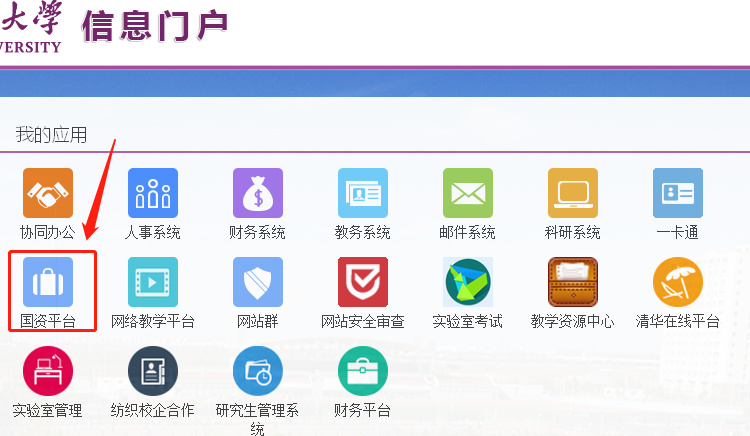 大学 信息门户
VERSITY
我的应用
协同办公 人事系统 财务系统 教务系统 邮件系统 科研系统 一卡通
国资平台 网络教学平台 网站群 网站安全审查 实验室考试 教学资源中心 清华在线平台
实验室管理 纺织校企合作 研究生管理系 财务平台
统